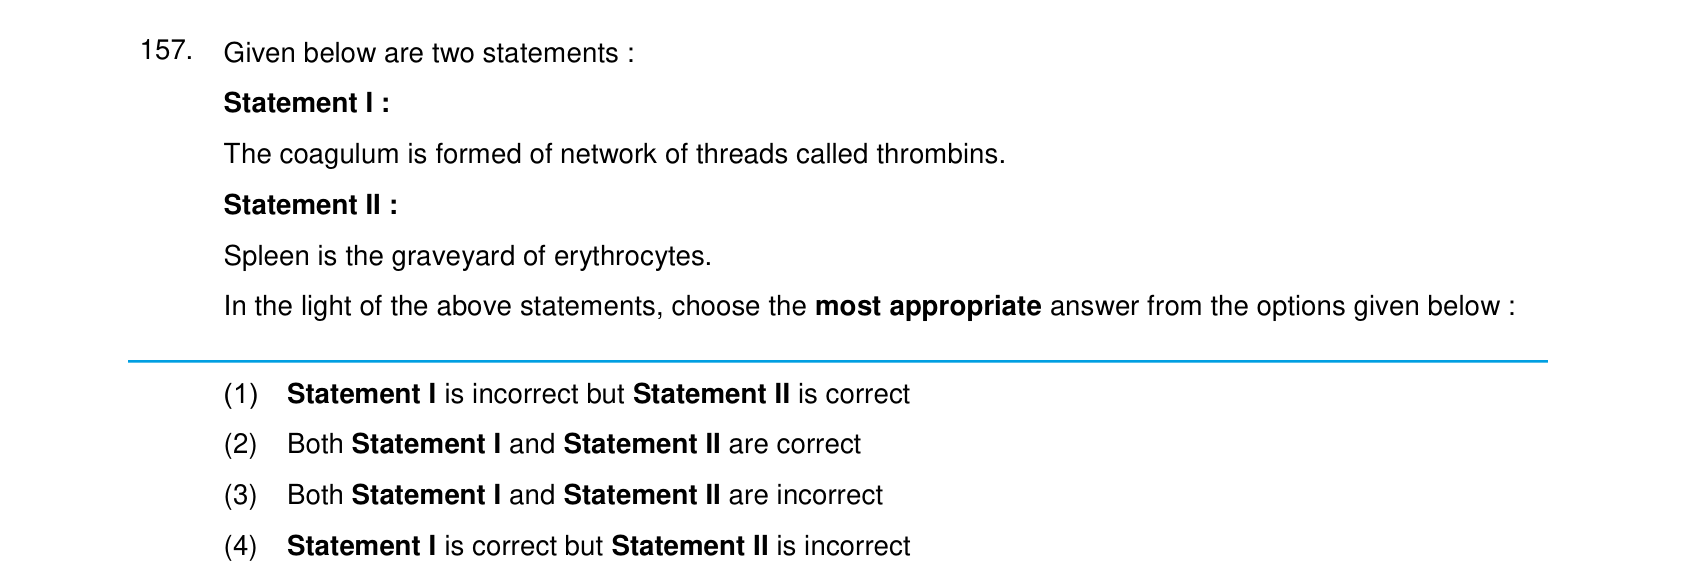 157. Given below are two statements :
Statement I :
The coagulum is formed of network of threads called thrombins.
Statement II :
Spleen is the graveyard of erythrocytes.
In the light of the above statements, choose the most appropriate answer from the options given below :
(1) Statement I is incorrect but Statement II is correct
(2) Both Statement I and Statement II are correct
(3) Both Statement I and Statement II are incorrect
(4) Statement I is correct but Statement II is incorrect